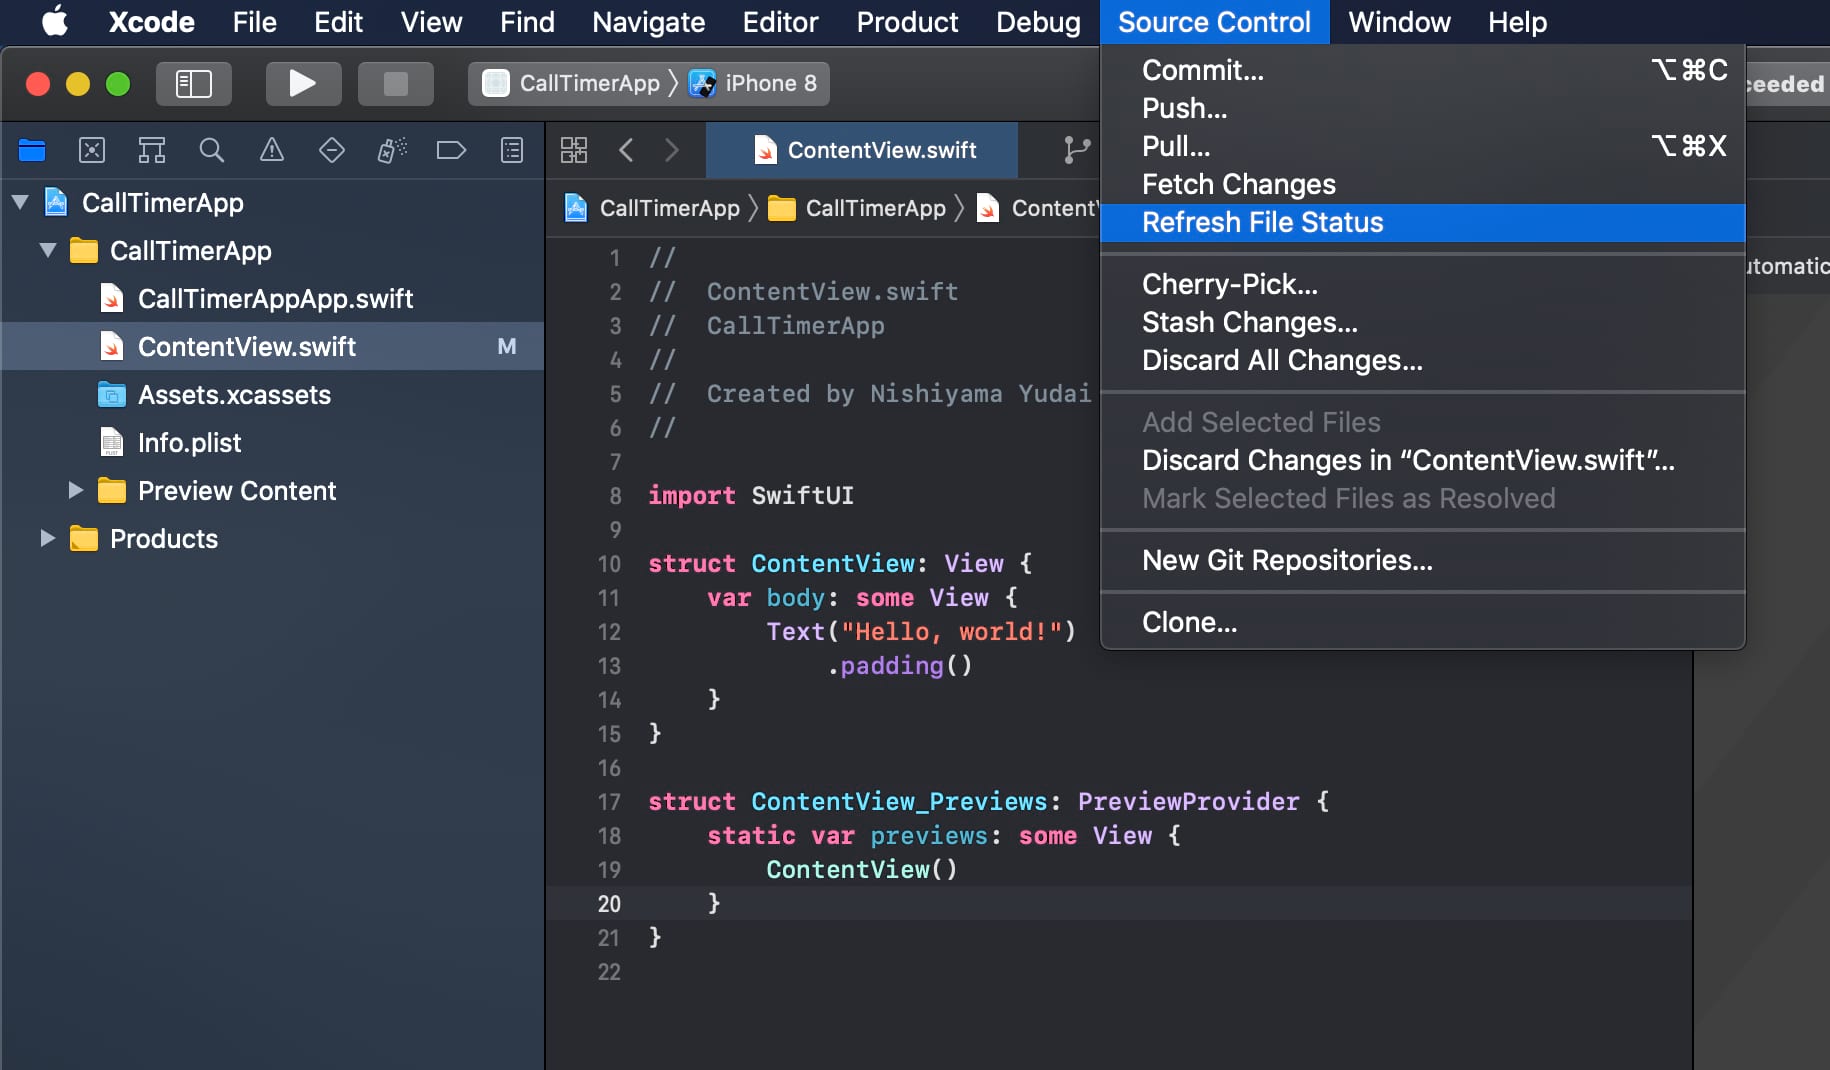 Xcode File Edit View Find Navigate Editor Product Debug Source Control Window Help
CallTimerApp 〉 iPhone 8
ContentView.swift
CallTimerApp 〉 CallTimerApp 〉 ContentV
CallTimerApp
CallTimerApp
CallTimerAppApp.swift
ContentView.swift M
Assets.xcassets
Info.plist
Preview Content
Products
1 //
2 //  ContentView.swift
3 //  CallTimerApp
4 //
5 //  Created by Nishiyama Yudai
6 //
7
8 import SwiftUI
9
10 struct ContentView: View {
11     var body: some View {
12         Text("Hello, world!")
13             .padding()
14     }
15 }
16
17 struct ContentView_Previews: PreviewProvider {
18     static var previews: some View {
19         ContentView()
20     }
21 }
22
Commit... ⌥⌘C
Push...
Pull... ⌥⌘X
Fetch Changes
Refresh File Status
Cherry-Pick...
Stash Changes...
Discard All Changes...
Add Selected Files
Discard Changes in “ContentView.swift”...
Mark Selected Files as Resolved
New Git Repositories...
Clone...
ceeded
utomatic